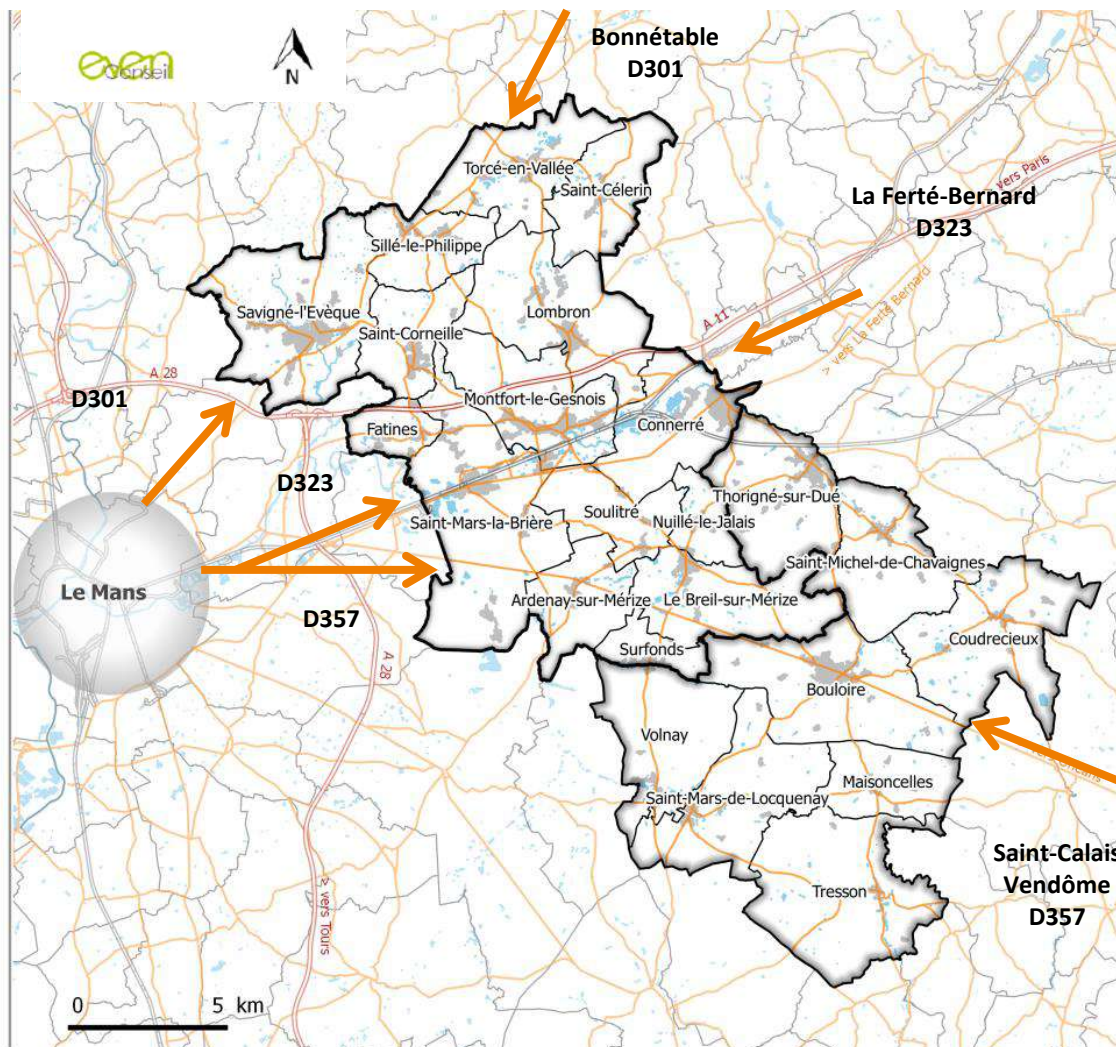 even
Conseil
N
Bonnétable
D301
Torcé-en-Vallée
Saint-Célerin
La Ferté-Bernard
D323
vers Paris
Sillé-le-Philippe
Savigné-l'Evèque
Saint-Corneille
Lombron
A 11
> vers La Ferté Bernard
A 28
D301
Montfort-le-Gesnois
Connerré
Fatines
D323
Saint-Mars-la-Brière
Soulitré
Nuillé-le-Jalais
Thorigné-sur-Dué
Saint-Michel-de-Chavaignes
Le Mans
D357
Ardenay-sur-Mérize
Le Breil-sur-Mérize
Coudrecieux
A 28
Surfonds
Bouloire
Volnay
vers Orléans
Maisoncelles
Saint-Mars-de-Locquenay
Saint-Calais
Vendôme
D357
Tresson
> vers Tours
0 5 km